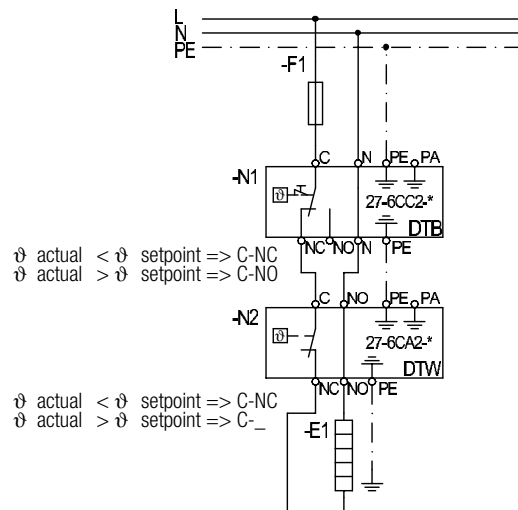 L
N
PE
-F1
C N PE PA
-N1
ϑ
27-6CC2-*
DTB
NC NO N PE
ϑ actual < ϑ setpoint => C-NC
ϑ actual > ϑ setpoint => C-NO
C NO PE PA
-N2
ϑ
27-6CA2-*
DTW
NC NO PE
ϑ actual < ϑ setpoint => C-NC
ϑ actual > ϑ setpoint => C-_
-E1